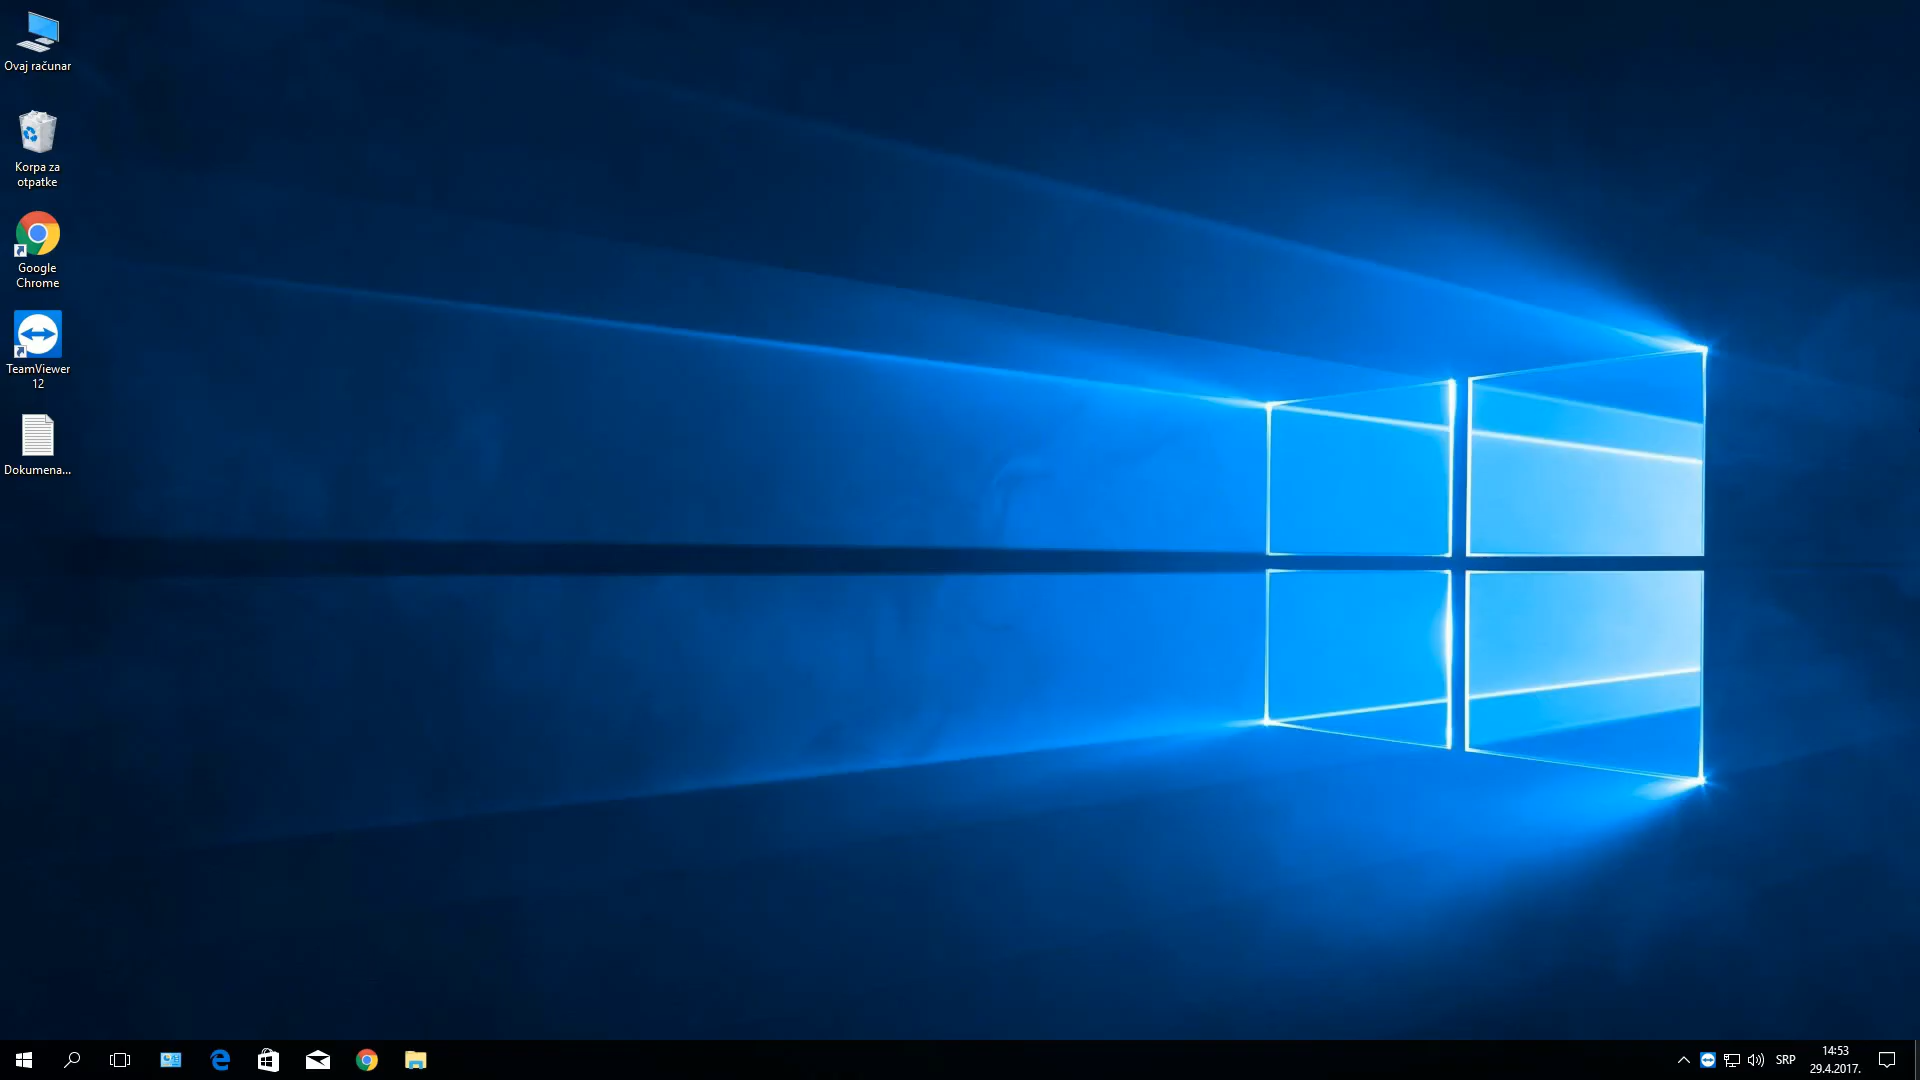 Ovaj računar
Korpa za
otpatke
Google
Chrome
TeamViewer
12
Dokumena...
SRP
14:53
29.4.2017.